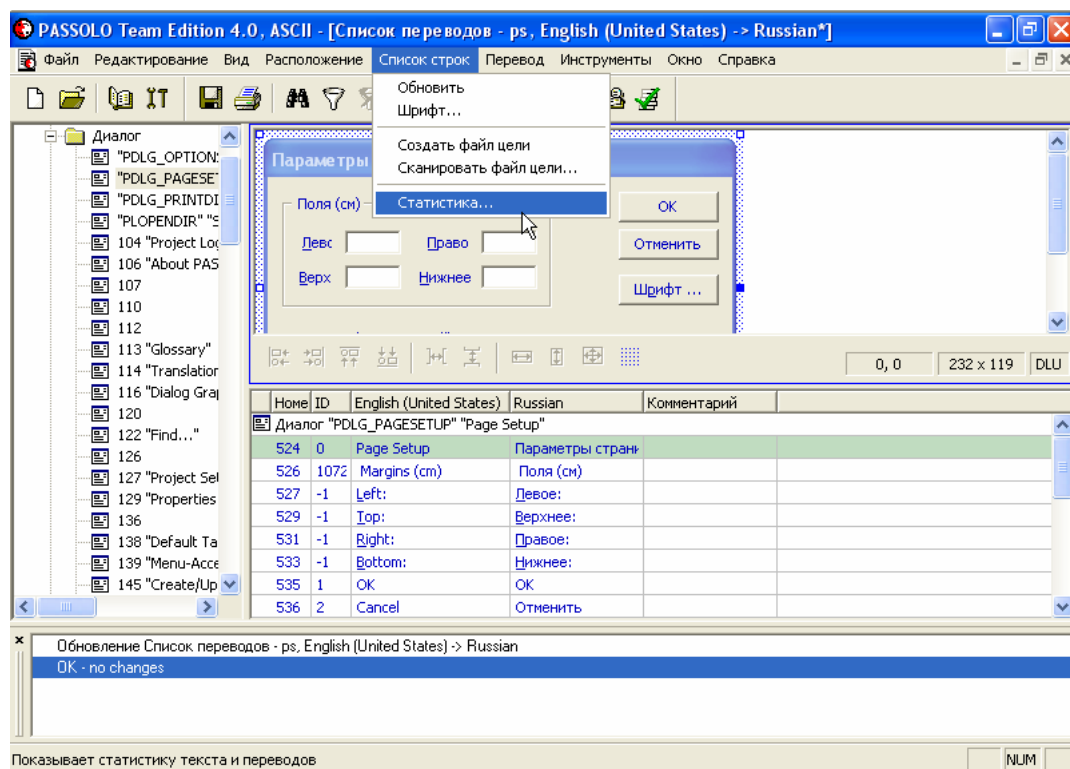 PASSOLO Team Edition 4.0, ASCII - [Список переводов - ps, English (United States) -> Russian*]
Файл Редактирование Вид Расположение Список строк Перевод Инструменты Окно Справка
Обновить
Шрифт...
Создать файл цели
Сканировать файл цели...
Статистика...
Диалог
"PDLG_OPTION:
"PDLG_PAGESE
"PDLG_PRINTDI
"PLOPENDIR" "S
104 "Project Log
106 "About PAS
107
110
112
113 "Glossary"
114 "Translation
116 "Dialog Grap
120
122 "Find..."
126
127 "Project Set
129 "Properties
136
138 "Default Ta
139 "Menu-Acce
145 "Create/Up
Параметры
Поля (см)
Левс
Право
Верх
Нижнее
OK
Отменить
Шрифт ...
0, 0
232 x 119
DLU
Номе ID English (United States) Russian Комментарий
Диалог "PDLG_PAGESETUP" "Page Setup"
524 0 Page Setup Параметры страни
526 1072 Margins (cm) Поля (см)
527 -1 Left: Левое:
529 -1 Top: Верхнее:
531 -1 Right: Правое:
533 -1 Bottom: Нижнее:
535 1 OK OK
536 2 Cancel Отменить
Обновление Список переводов - ps, English (United States) -> Russian
OK - no changes
Показывает статистику текста и переводов
NUM